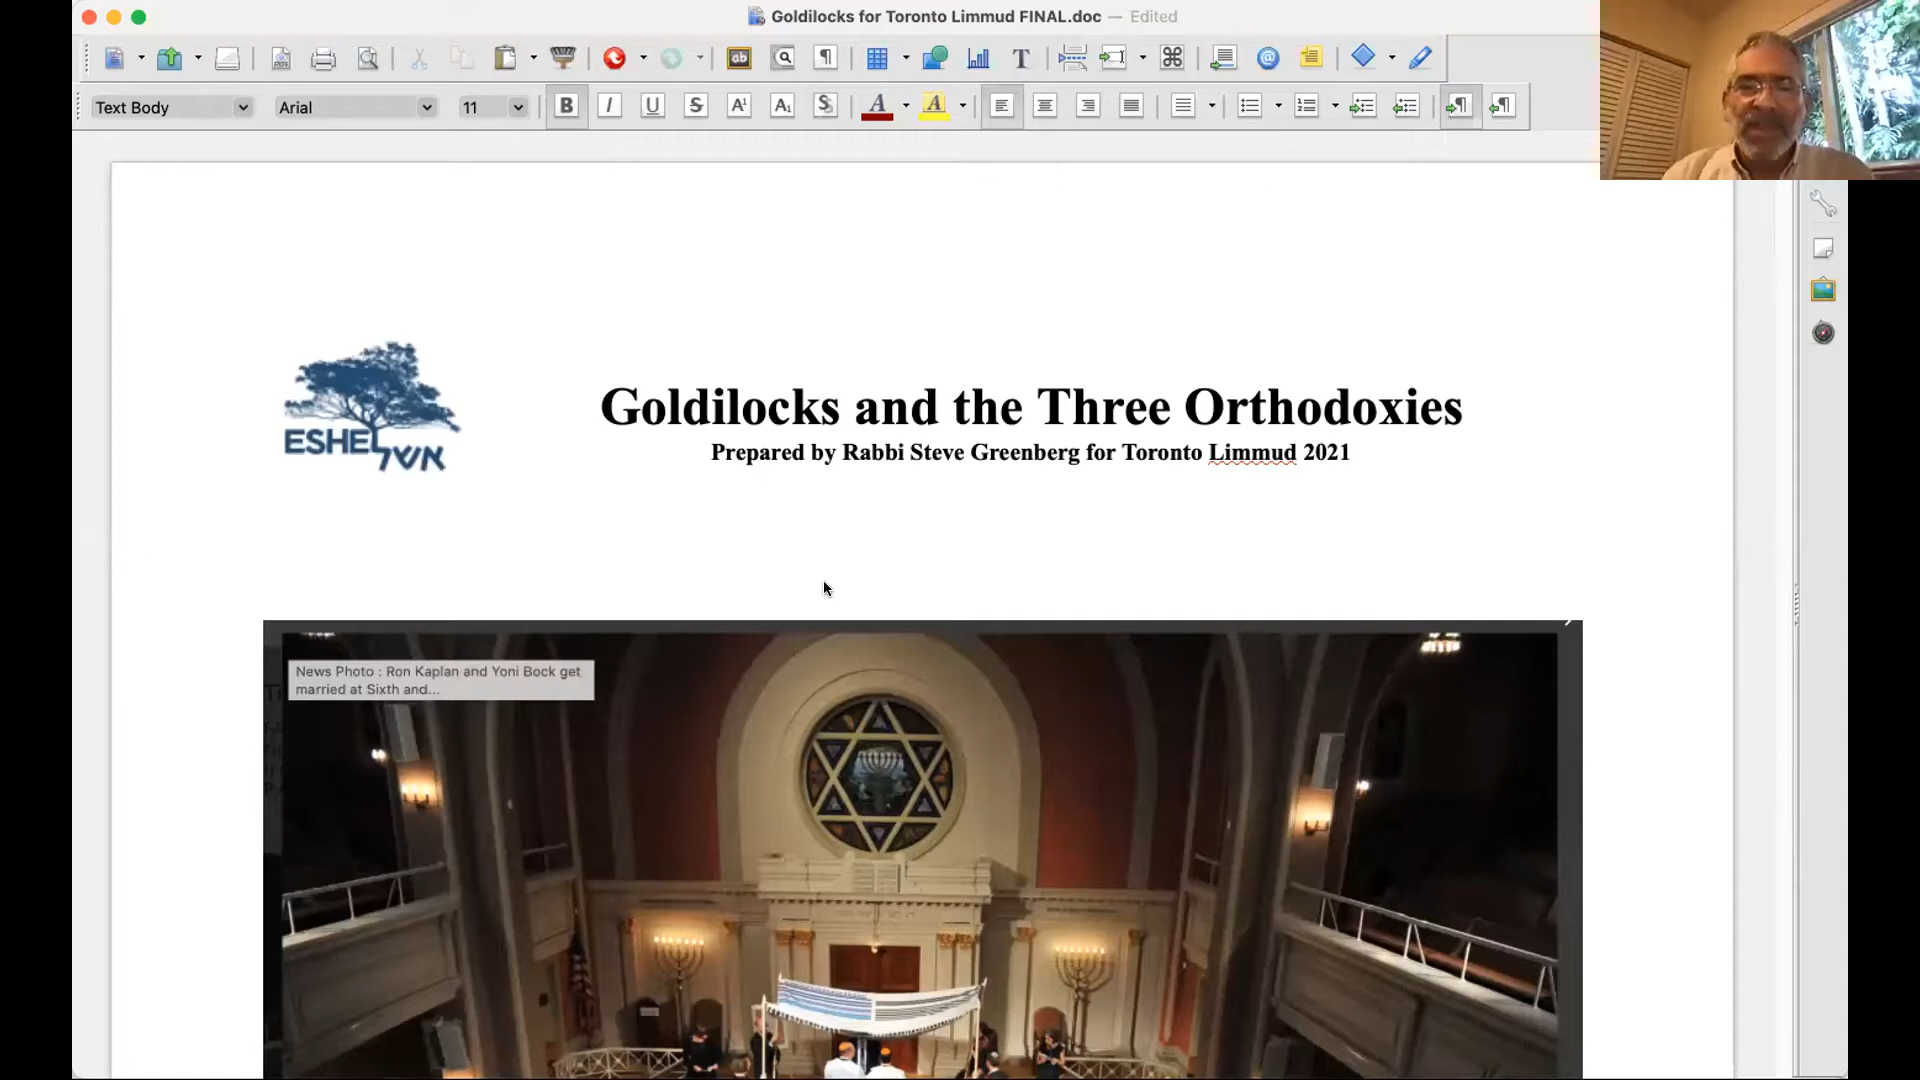 Goldilocks for Toronto Limmud FINAL.doc — Edited
Text Body
Arial
11
Goldilocks and the Three Orthodoxies
Prepared by Rabbi Steve Greenberg for Toronto Limmud 2021
ESHEL
אשל
News Photo : Ron Kaplan and Yoni Bock get
married at Sixth and...